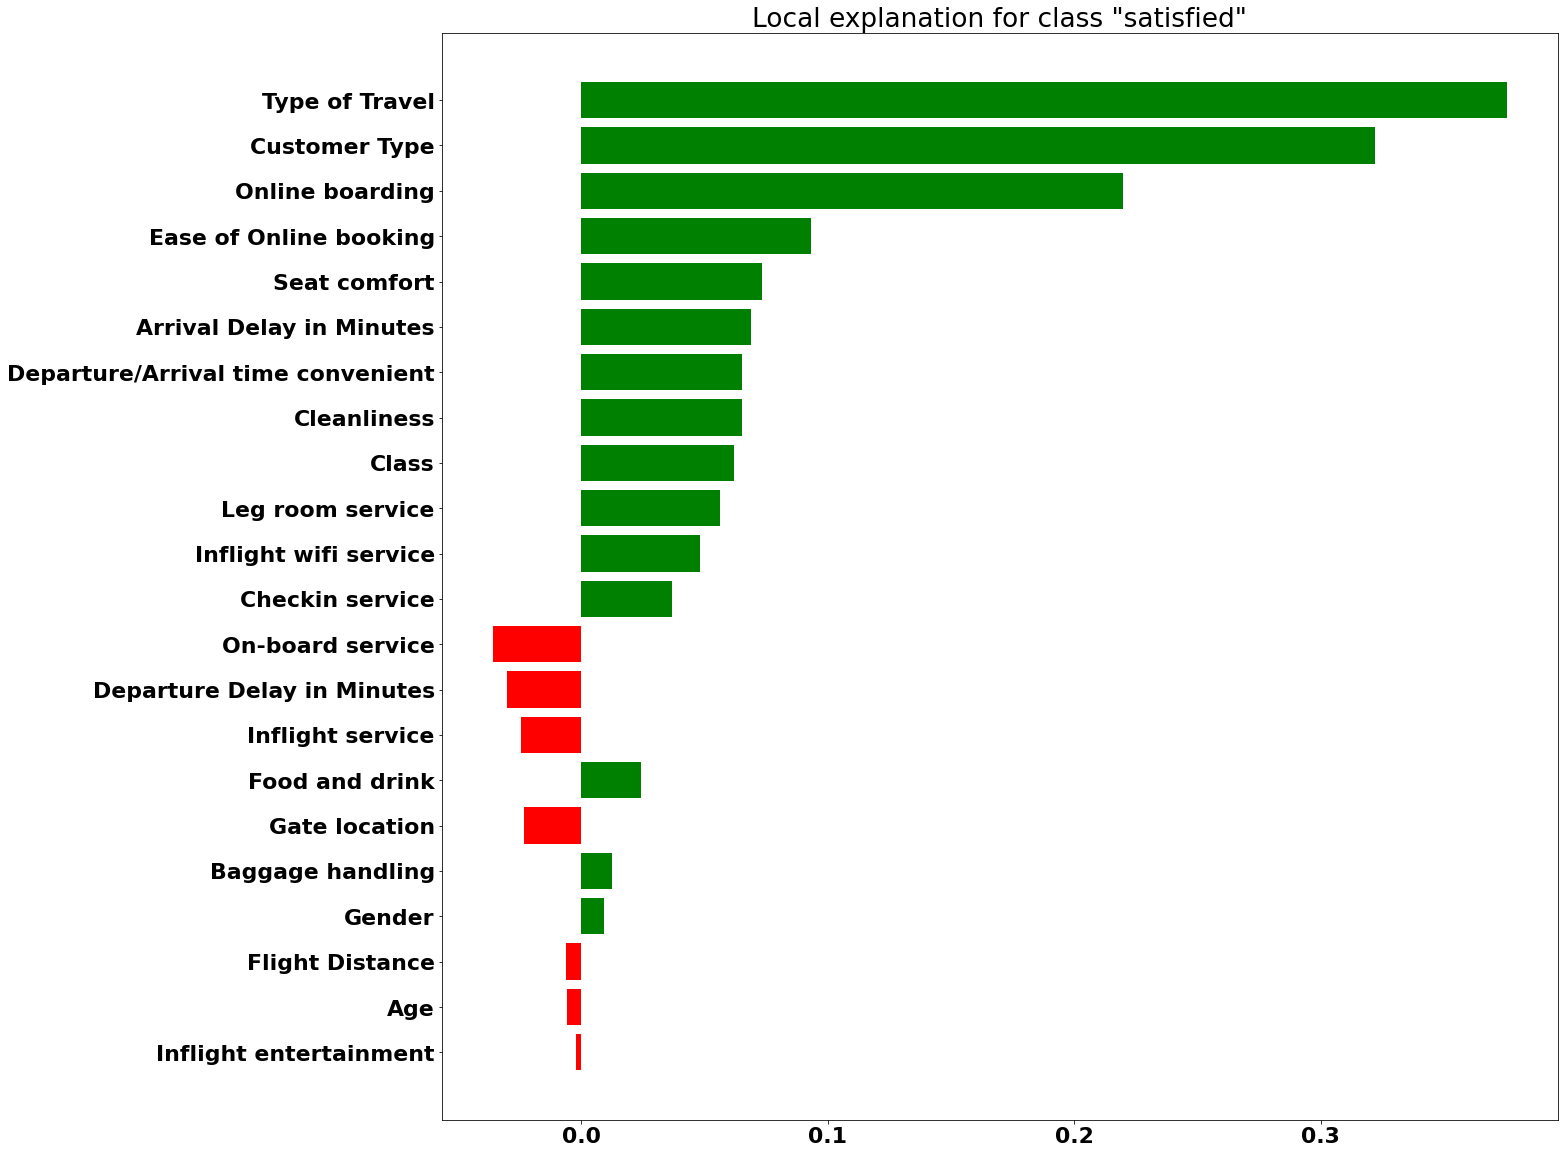 Local explanation for class "satisfied"
Type of Travel
Customer Type
Online boarding
Ease of Online booking
Seat comfort
Arrival Delay in Minutes
Departure/Arrival time convenient
Cleanliness
Class
Leg room service
Inflight wifi service
Checkin service
On-board service
Departure Delay in Minutes
Inflight service
Food and drink
Gate location
Baggage handling
Gender
Flight Distance
Age
Inflight entertainment
0.0 0.1 0.2 0.3